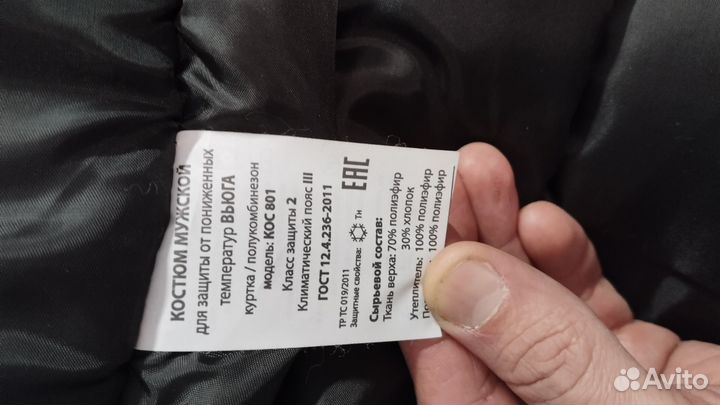 КОСТЮМ МУЖСКОЙ
для защиты от пониженных
температур ВЬЮГА
куртка / полукомбинезон
модель: КОС 801
Класс защиты 2
Климатический пояс III
ГОСТ 12.4.236-2011
ТР ТС 019/2011
Защитные свойства: Тн
ЕАС
Сырьевой состав:
Ткань верха: 70% полиэфир
30% хлопок
Утеплитель: 100% полиэфир
100% полиэфир
Avito